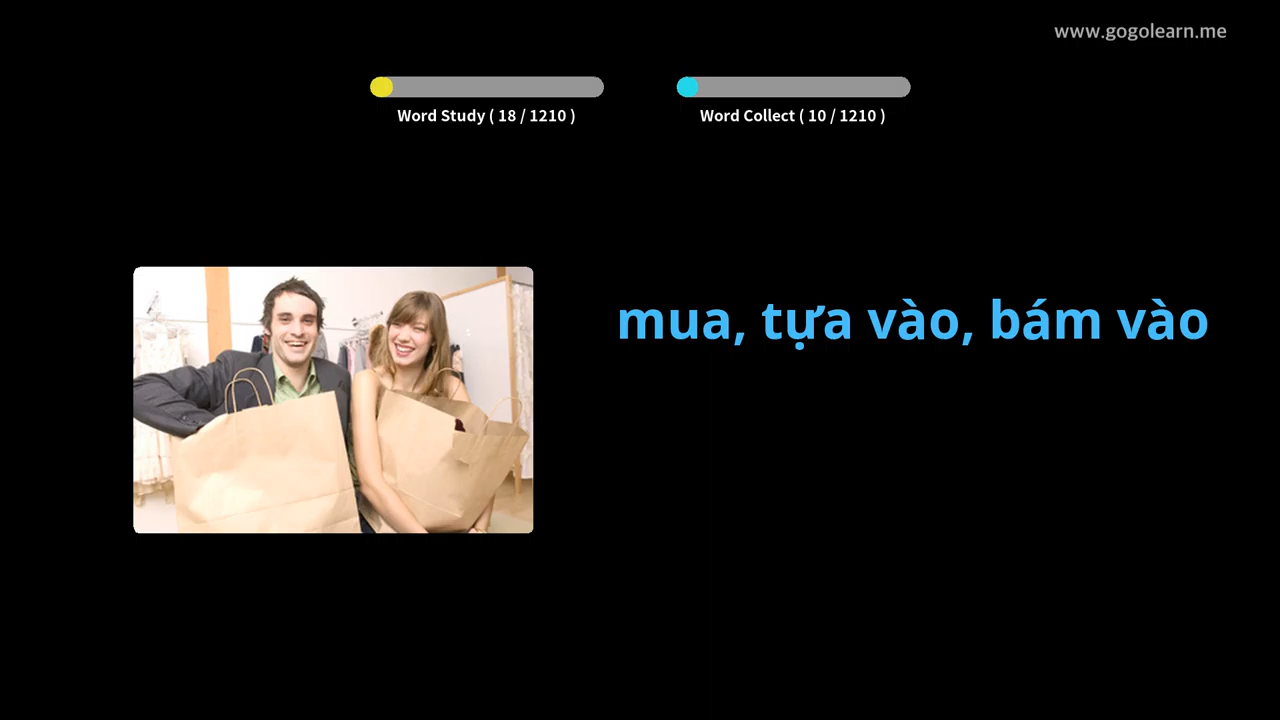 www.gogolearn.me
Word Study ( 18 / 1210 )
Word Collect ( 10 / 1210 )
mua, tựa vào, bám vào